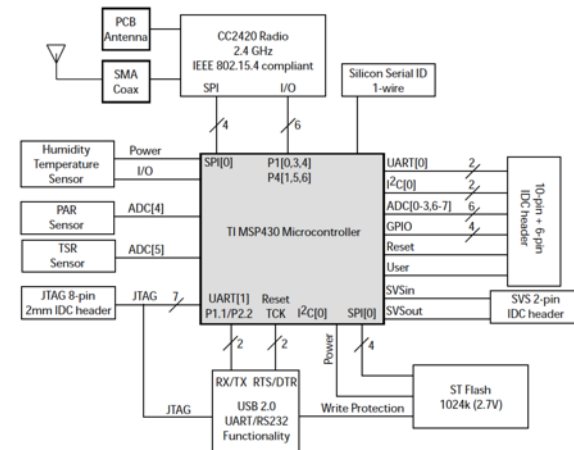 PCB
Antenna
SMA
Coax
CC2420 Radio
2.4 GHz
IEEE 802.15.4 compliant
SPI I/O
Silicon Serial ID
1-wire
4
6
Humidity
Temperature
Sensor
Power
I/O
SPI[0]
P1[0,3,4]
P4[1,5,6]
PAR
Sensor
ADC[4]
TSR
Sensor
ADC[5]
TI MSP430 Microcontroller
UART[0] 2
I²C[0] 2
ADC[0-3,6-7] 6
GPIO 4
Reset
User
10-pin + 6-pin
IDC header
SVSin
SVSout
SVS 2-pin
IDC header
JTAG 8-pin
2mm IDC header
JTAG 7
UART[1] Reset
P1.1/P2.2 TCK I²C[0] SPI[0]
2
2
Power
4
RX/TX RTS/DTR
USB 2.0
UART/RS232
Functionality
JTAG
Write Protection
ST Flash
1024k (2.7V)